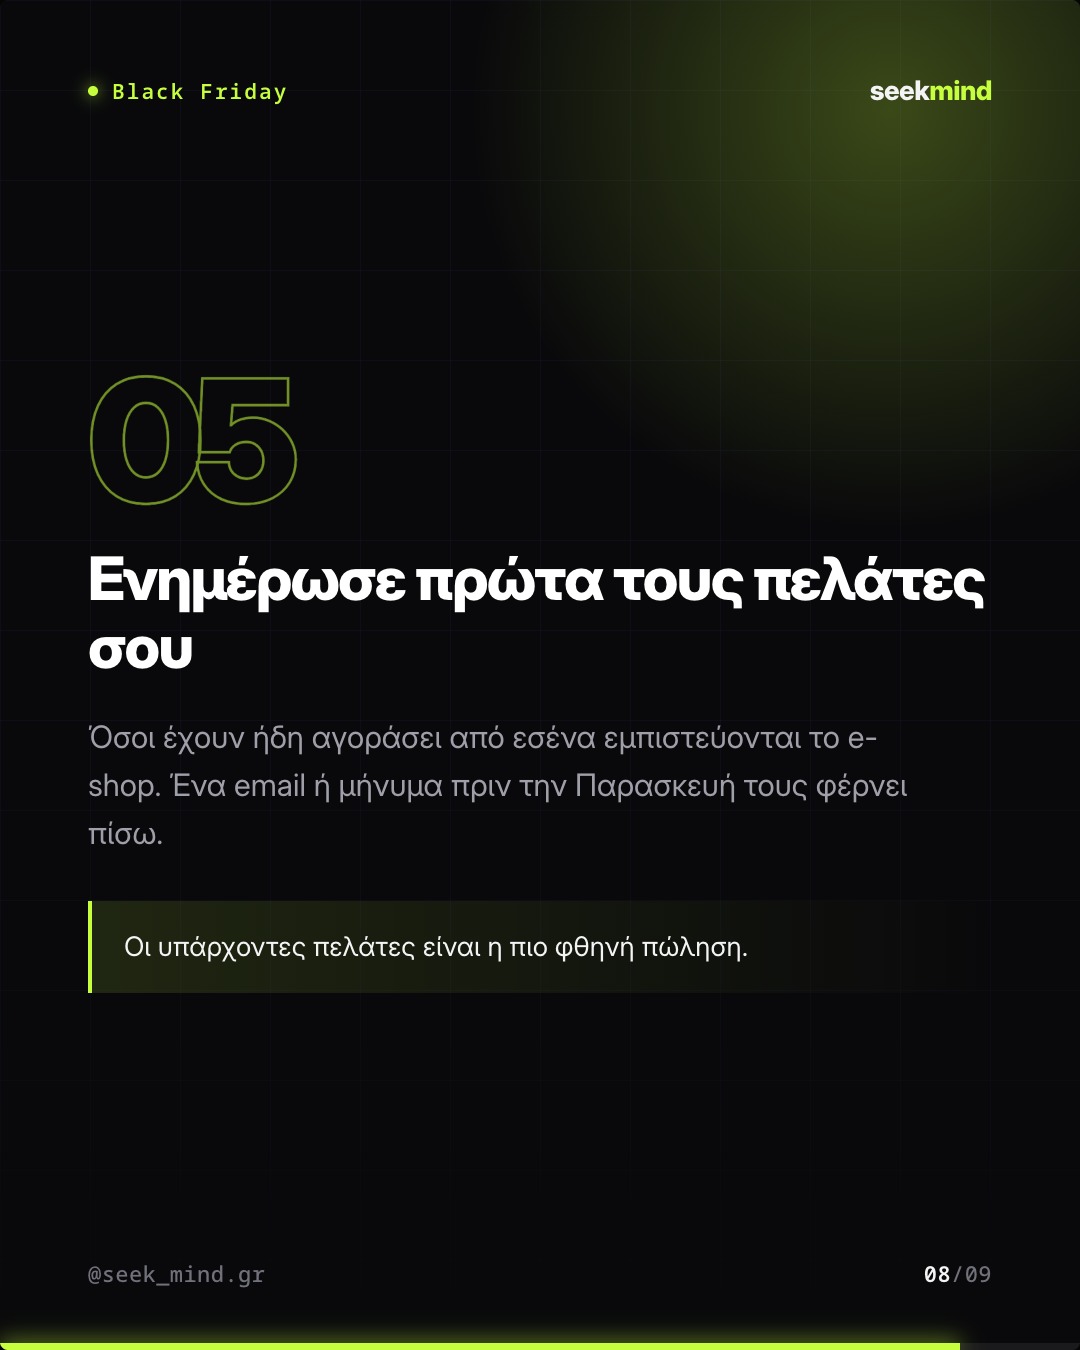 Black Friday
seekmind
05
Ενημέρωσε πρώτα τους πελάτες
σου
Όσοι έχουν ήδη αγοράσει από εσένα εμπιστεύονται το e-
shop. Ένα email ή μήνυμα πριν την Παρασκευή τους φέρνει
πίσω.
Οι υπάρχοντες πελάτες είναι η πιο φθηνή πώληση.
@seek_mind.gr
08/09